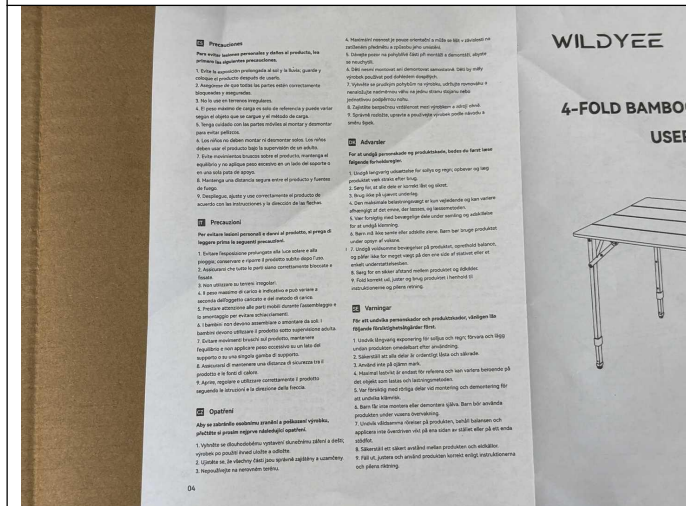 ES Precauciones
Para evitar lesiones personales y daños al producto, lea
primero las siguientes precauciones.
1. Evite la exposición prolongada al sol y la lluvia; guarde y
coloque el producto después de usarlo.
2. Asegúrese de que todas las partes estén correctamente
bloqueadas y aseguradas.
3. No lo use en terrenos irregulares.
4. El peso máximo de carga es solo de referencia y puede variar
según el objeto que se cargue y el método de carga.
5. Tenga cuidado con las partes móviles al montar y desmontar
para evitar pellizcos.
6. Los niños no deben montar ni desmontar solos. Los niños
deben usar el producto bajo la supervisión de un adulto.
7. Evite movimientos bruscos sobre el producto, mantenga el
equilibrio y no aplique peso excesivo en un lado del soporte o
en una sola pata de apoyo.
8. Mantenga una distancia segura entre el producto y fuentes
de fuego.
9. Despliegue, ajuste y use correctamente el producto de
acuerdo con las instrucciones y la dirección de las flechas.
IT Precauzioni
Per evitare lesioni personali e danni al prodotto, si prega di
leggere prima le seguenti precauzioni.
1. Evitare l'esposizione prolungata alla luce solare e alla
pioggia; conservare e riporre il prodotto subito dopo l'uso.
2. Assicurarsi che tutte le parti siano correttamente bloccate e
fissate.
3. Non utilizzare su terreni irregolari.
4. Il peso massimo di carico è indicativo e può variare a
seconda dell'oggetto caricato e del metodo di carico.
5. Prestare attenzione alle parti mobili durante l'assemblaggio e
lo smontaggio per evitare schiacciamenti.
6. I bambini non devono assemblare o smontare da soli. I
bambini devono utilizzare il prodotto sotto supervisione adulta.
7. Evitare movimenti bruschi sul prodotto, mantenere
l'equilibrio e non applicare peso eccessivo su un lato del
supporto o su una singola gamba di supporto.
8. Assicurarsi di mantenere una distanza di sicurezza tra il
prodotto e le fonti di calore.
9. Aprire, regolare e utilizzare correttamente il prodotto
seguendo le istruzioni e la direzione della freccia.
CZ Opatření
Aby se zabránilo osobnímu zranění a poškození výrobku,
přečtěte si prosím nejprve následující opatření.
1. Vyhněte se dlouhodobému vystavení slunečnímu záření a dešti;
výrobek po použití ihned uložte a odložte.
2. Ujistěte se, že všechny části jsou správně zajištěny a uzamčeny.
3. Nepoužívejte na nerovném terénu.
04
4. Maximální nosnost je pouze orientační a může se lišit v závislosti na
zatížením předmětu a způsobu jeho umístění.
5. Dávejte pozor na pohyblivé části při montáži a demontáži, abyste
se neuchýtili.
6. Děti nesmí montovat ani demontovat samostatně. Děti by měly
výrobek používat pod dohledem dospělých.
7. Vyhněte se prudkým pohybům na výrobku, udržujte rovnováhu a
nenakládejte nadměrnou váhu na jednu stranu stojanu nebo
jednotlivou podpěrnou nohu.
8. Zajistěte bezpečnou vzdálenost mezi výrobkem a zdroji ohně.
9. Správně rozložte, upravte a používejte výrobek podle návodu a
směru šipek.
DK Advarsler
For at undgå personskade og produktskade, bedes du først læse
følgende forholdsregler.
1. Undgå langvarig udsættelse for sollys og regn; opbevar og læg
produktet væk straks efter brug.
2. Sørg for, at alle dele er korrekt låst og sikret.
3. Brug ikke på ujævnt underlag.
4. Den maksimale belastningsvægt er kun vejledende og kan variere
afhængigt af det emne, der læsses, og læssemetoden.
5. Vær forsigtig med bevægelige dele under samling og adskillelse
for at undgå klemning.
6. Børn må ikke samle eller adskille alene. Børn bør bruge produktet
under opsyn af voksne.
7. Undgå voldsomme bevægelser på produktet, oprethold balance,
og påfør ikke for meget vægt på den ene side af stativet eller et
enkelt understøttelsesben.
8. Sørg for en sikker afstand mellem produktet og ildkilder.
9. Fold korrekt ud, juster og brug produktet i henhold til
instruktionerne og pilens retning.
SE Varningar
För att undvika personskador och produktskador, vänligen läs
följande försiktighetsåtgärder först.
1. Undvik långvarig exponering för solljus och regn; förvara och lägg
undan produkten omedelbart efter användning.
2. Säkerställ att alla delar är ordentligt låsta och säkrade.
3. Använd inte på ojämn mark.
4. Maximal lastvikt är endast för referens och kan variera beroende på
det objekt som lastas och lastningsmetoden.
5. Var försiktig med rörliga delar vid montering och demontering för
att undvika klämrisk.
6. Barn får inte montera eller demontera själva. Barn bör använda
produkten under vuxens övervakning.
7. Undvik våldsamma rörelser på produkten, behåll balansen och
applicera inte överdriven vikt på ena sidan av stället eller på ett enda
stödben.
8. Säkerställ ett säkert avstånd mellan produkten och eldkällor.
9. Fäll ut, justera och använd produkten korrekt enligt instruktionerna
och pilens riktning.
WILDYEE
4-FOLD BAMBO
USE